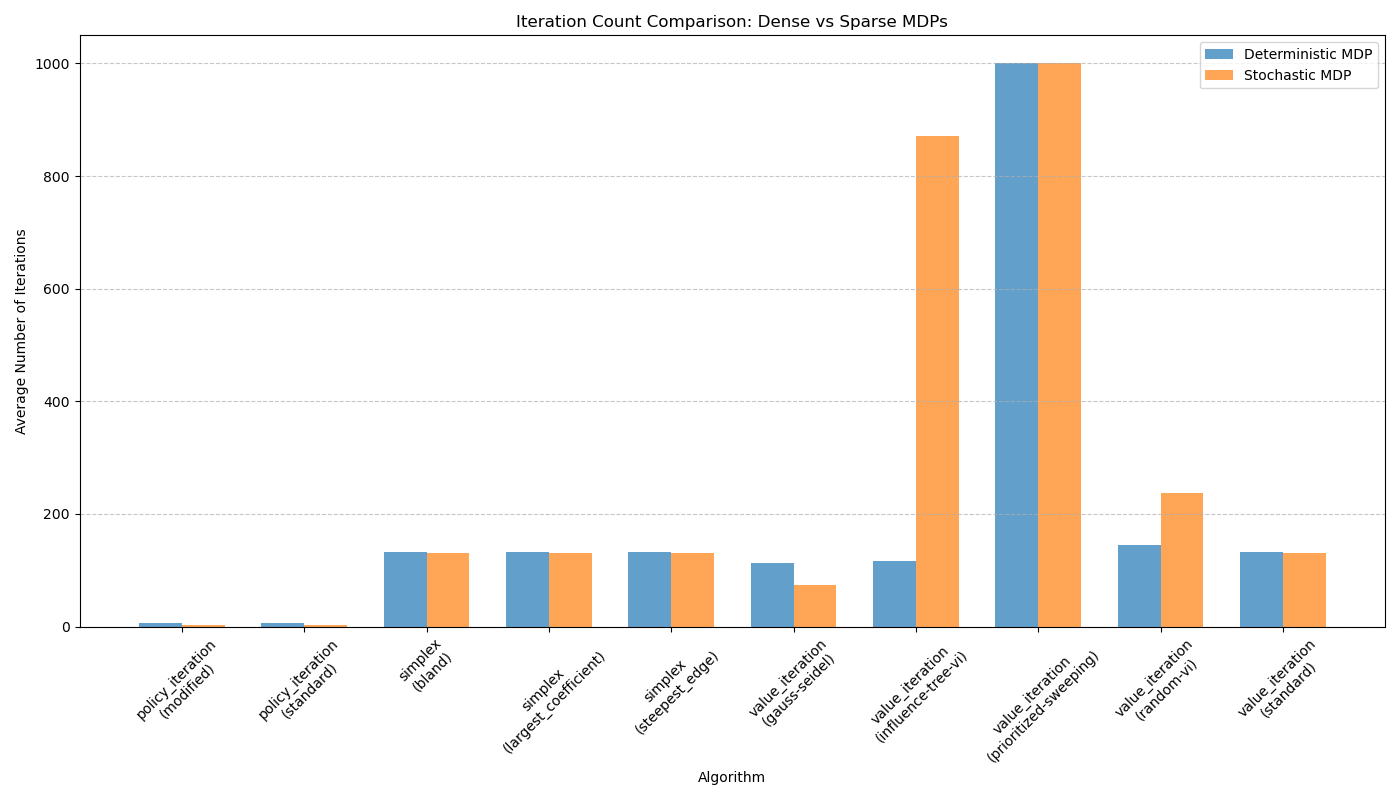 Iteration Count Comparison: Dense vs Sparse MDPs
Deterministic MDP
Stochastic MDP
Average Number of Iterations
1000
800
600
400
200
0
policy_iteration
(modified)
policy_iteration
(standard)
simplex
(bland)
simplex
(largest_coefficient)
simplex
(steepest_edge)
value_iteration
(gauss-seidel)
value_iteration
(influence-tree-vi)
value_iteration
(prioritized-sweeping)
value_iteration
(random-vi)
value_iteration
(standard)
Algorithm